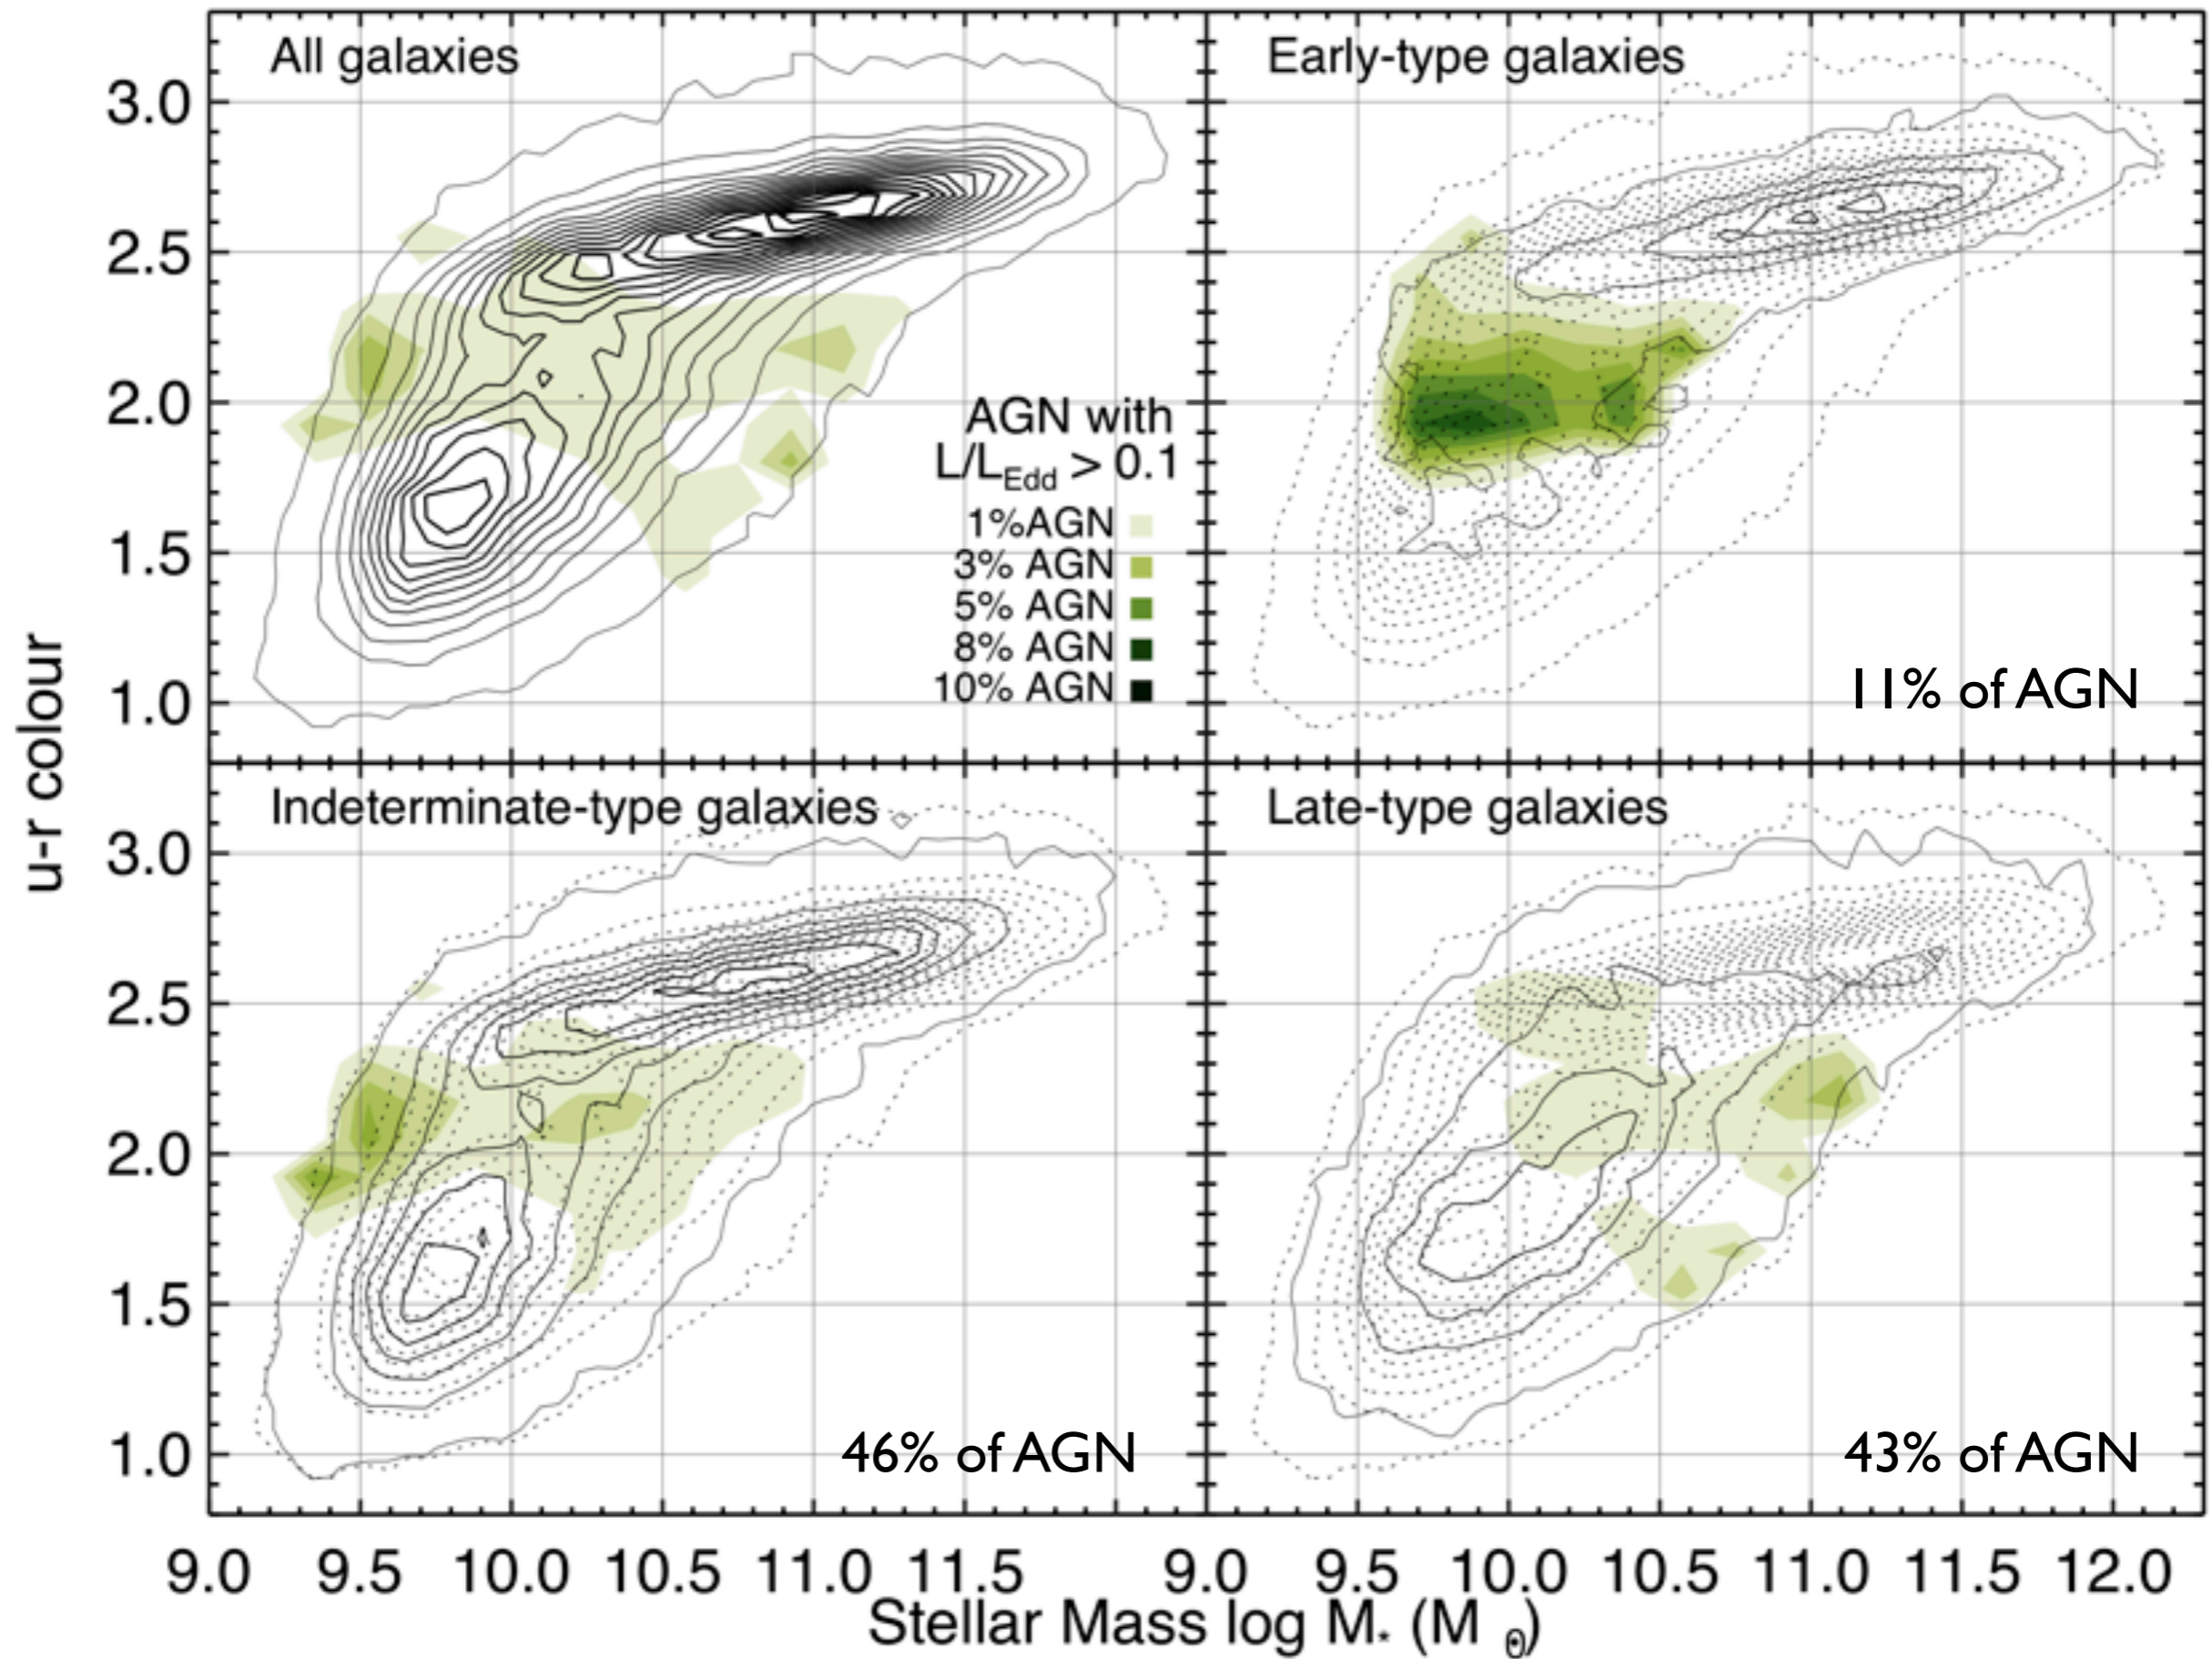 All galaxies
Early-type galaxies
3.0
2.5
2.0
1.5
1.0
AGN with
L/L_Edd > 0.1
1%AGN
3% AGN
5% AGN
8% AGN
10% AGN
11% of AGN
u-r colour
Indeterminate-type galaxies
Late-type galaxies
3.0
2.5
2.0
1.5
1.0
46% of AGN
43% of AGN
9.0 9.5 10.0 10.5 11.0 11.5 9.0 9.5 10.0 10.5 11.0 11.5 12.0
Stellar Mass log M* (M ʘ)